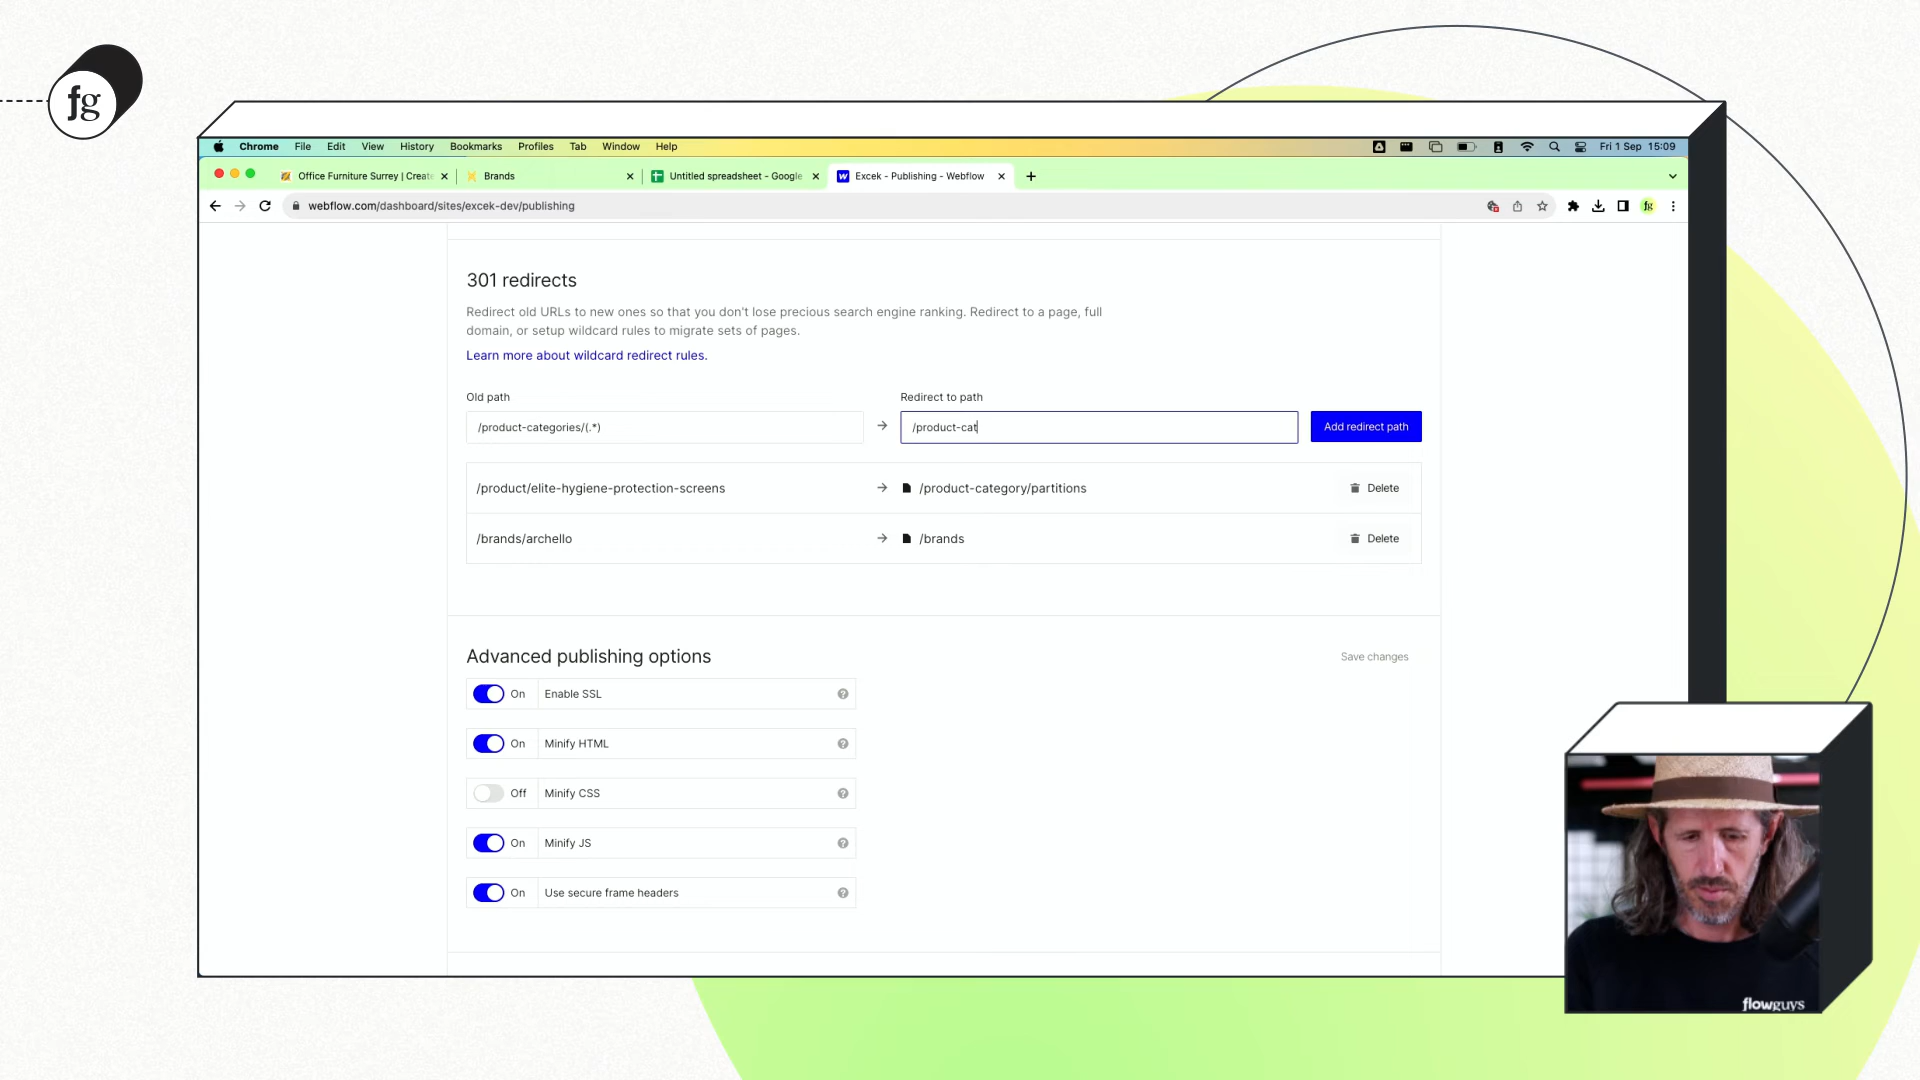 fg
Chrome File Edit View History Bookmarks Profiles Tab Window Help Fri 1 Sep 15:09
Office Furniture Surrey | Create Brands Untitled spreadsheet - Google Excek - Publishing - Webflow
webflow.com/dashboard/sites/excek-dev/publishing fg
301 redirects
Redirect old URLs to new ones so that you don't lose precious search engine ranking. Redirect to a page, full
domain, or setup wildcard rules to migrate sets of pages.
Learn more about wildcard redirect rules.
Old path Redirect to path
/product-categories/(.*) → /product-cat Add redirect path
/product/elite-hygiene-protection-screens → /product-category/partitions Delete
/brands/archello → /brands Delete
Advanced publishing options Save changes
On Enable SSL ?
On Minify HTML ?
Off Minify CSS ?
On Minify JS ?
On Use secure frame headers ?
flowguys